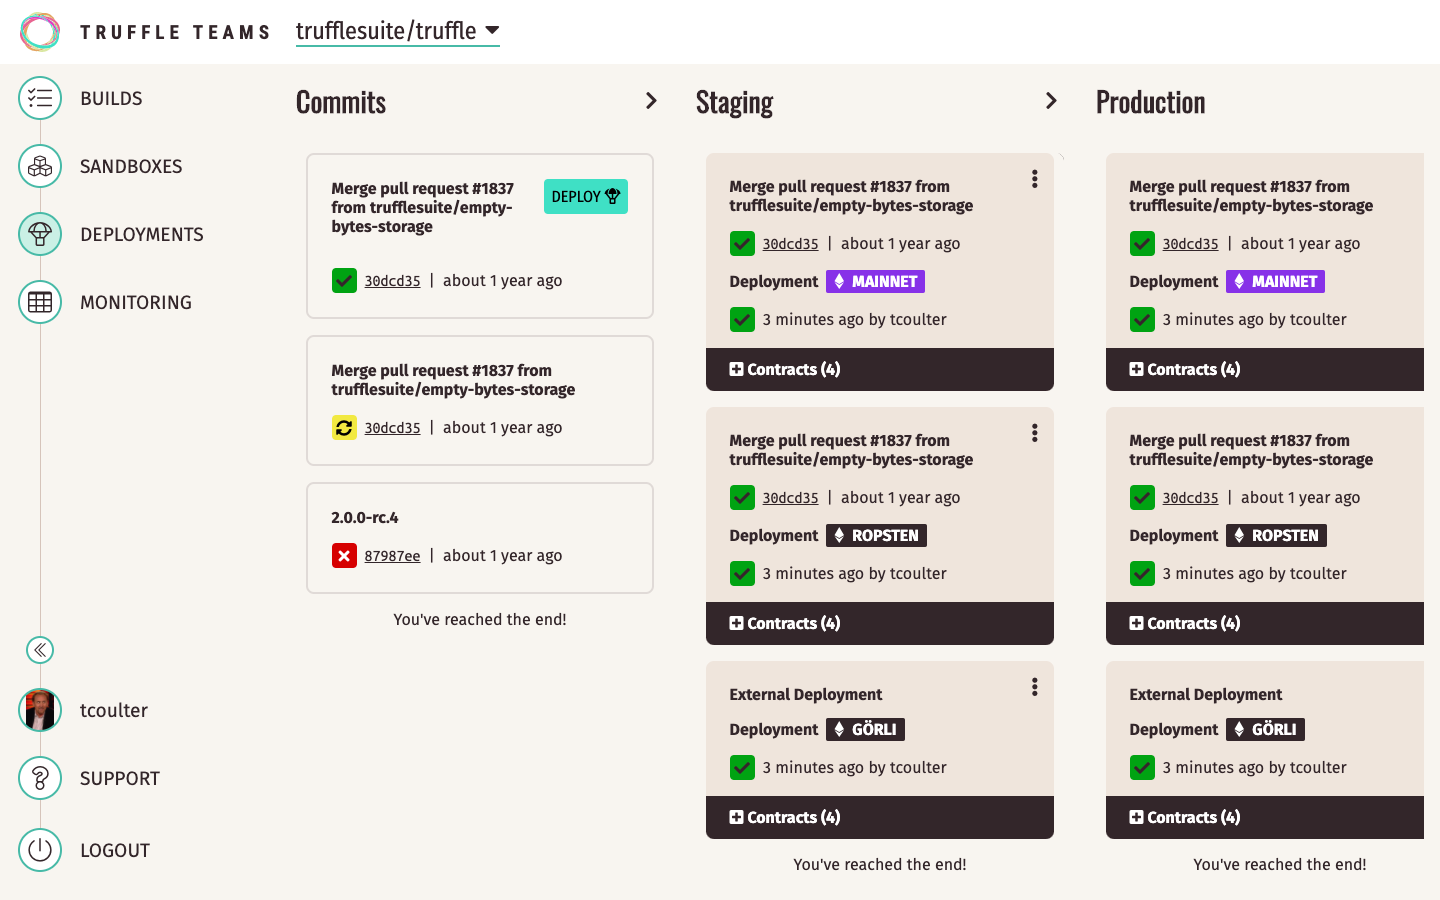 TRUFFLE TEAMS
trufflesuite/truffle
BUILDS
SANDBOXES
DEPLOYMENTS
MONITORING
tcoulter
SUPPORT
LOGOUT
Commits
Merge pull request #1837
from trufflesuite/empty-
bytes-storage
DEPLOY
30dcd35 | about 1 year ago
Merge pull request #1837 from
trufflesuite/empty-bytes-storage
30dcd35 | about 1 year ago
2.0.0-rc.4
87987ee | about 1 year ago
You've reached the end!
Staging
Merge pull request #1837 from
trufflesuite/empty-bytes-storage
30dcd35 | about 1 year ago
Deployment MAINNET
3 minutes ago by tcoulter
Contracts (4)
Merge pull request #1837 from
trufflesuite/empty-bytes-storage
30dcd35 | about 1 year ago
Deployment ROPSTEN
3 minutes ago by tcoulter
Contracts (4)
External Deployment
Deployment GÖRLI
3 minutes ago by tcoulter
Contracts (4)
You've reached the end!
Production
Merge pull request #1837 from
trufflesuite/empty-bytes-storage
30dcd35 | about 1 year ago
Deployment MAINNET
3 minutes ago by tcoulter
Contracts (4)
Merge pull request #1837 from
trufflesuite/empty-bytes-storage
30dcd35 | about 1 year ago
Deployment ROPSTEN
3 minutes ago by tcoulter
Contracts (4)
External Deployment
Deployment GÖRLI
3 minutes ago by tcoulter
Contracts (4)
You've reached the end!